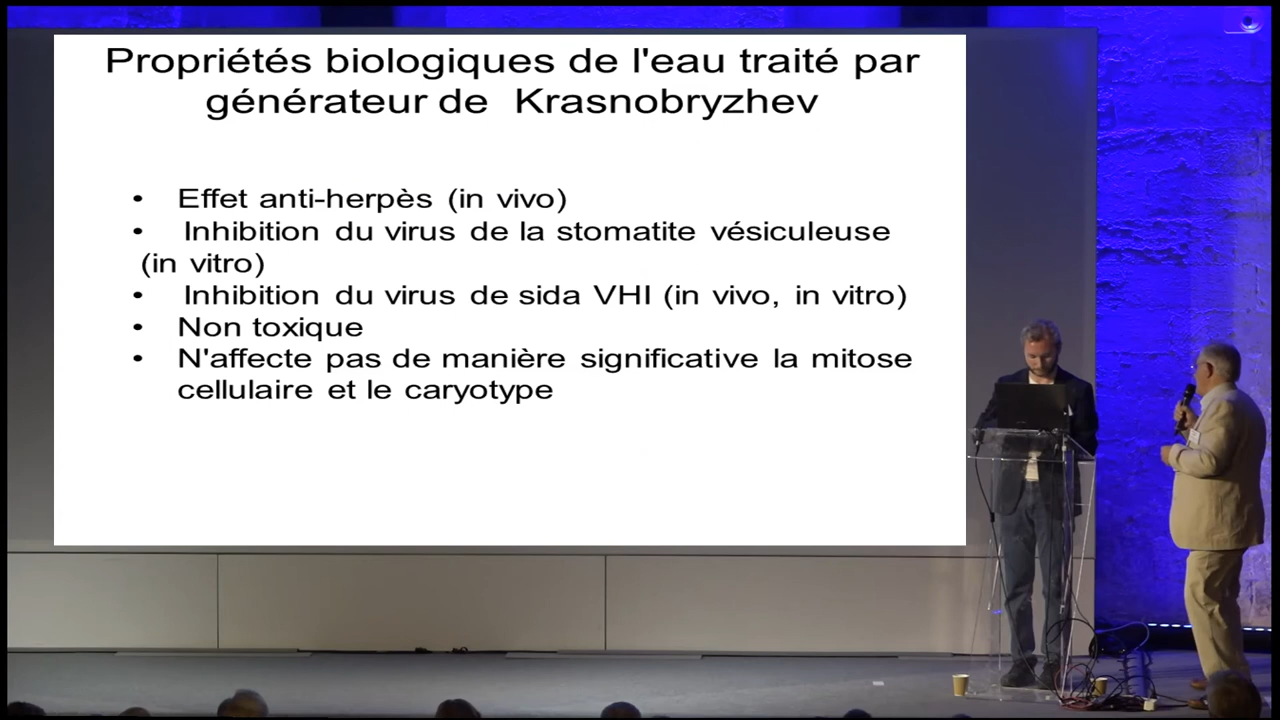 Propriétés biologiques de l'eau traité par
générateur de Krasnobryzhev
• Effet anti-herpès (in vivo)
• Inhibition du virus de la stomatite vésiculeuse
(in vitro)
• Inhibition du virus de sida VHI (in vivo, in vitro)
• Non toxique
• N'affecte pas de manière significative la mitose
cellulaire et le caryotype